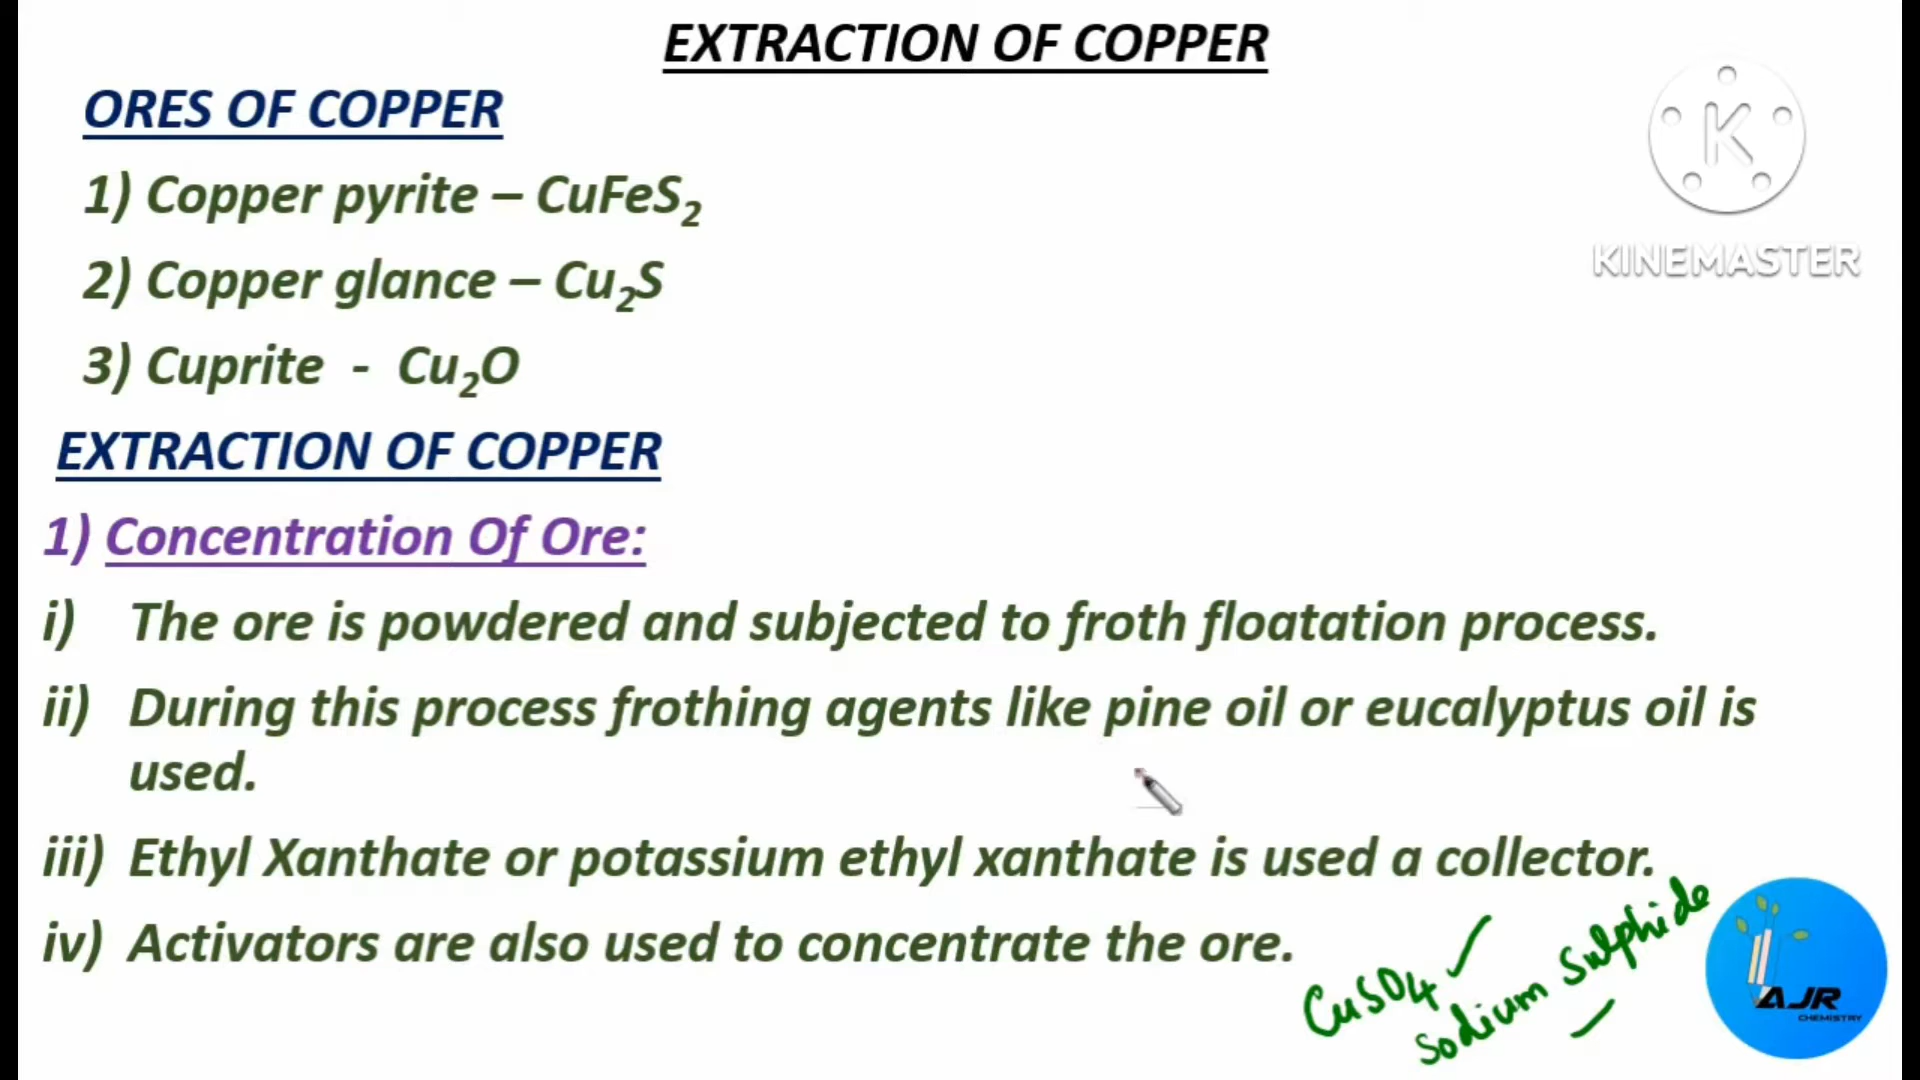 EXTRACTION OF COPPER
ORES OF COPPER
1) Copper pyrite – CuFeS₂
2) Copper glance – Cu₂S
3) Cuprite - Cu₂O
KINEMASTER
EXTRACTION OF COPPER
1) Concentration Of Ore:
i) The ore is powdered and subjected to froth floatation process.
ii) During this process frothing agents like pine oil or eucalyptus oil is
used.
iii) Ethyl Xanthate or potassium ethyl xanthate is used a collector.
iv) Activators are also used to concentrate the ore.
CuSO4 ✓
Sodium Sulphide
AJR
CHEMISTRY